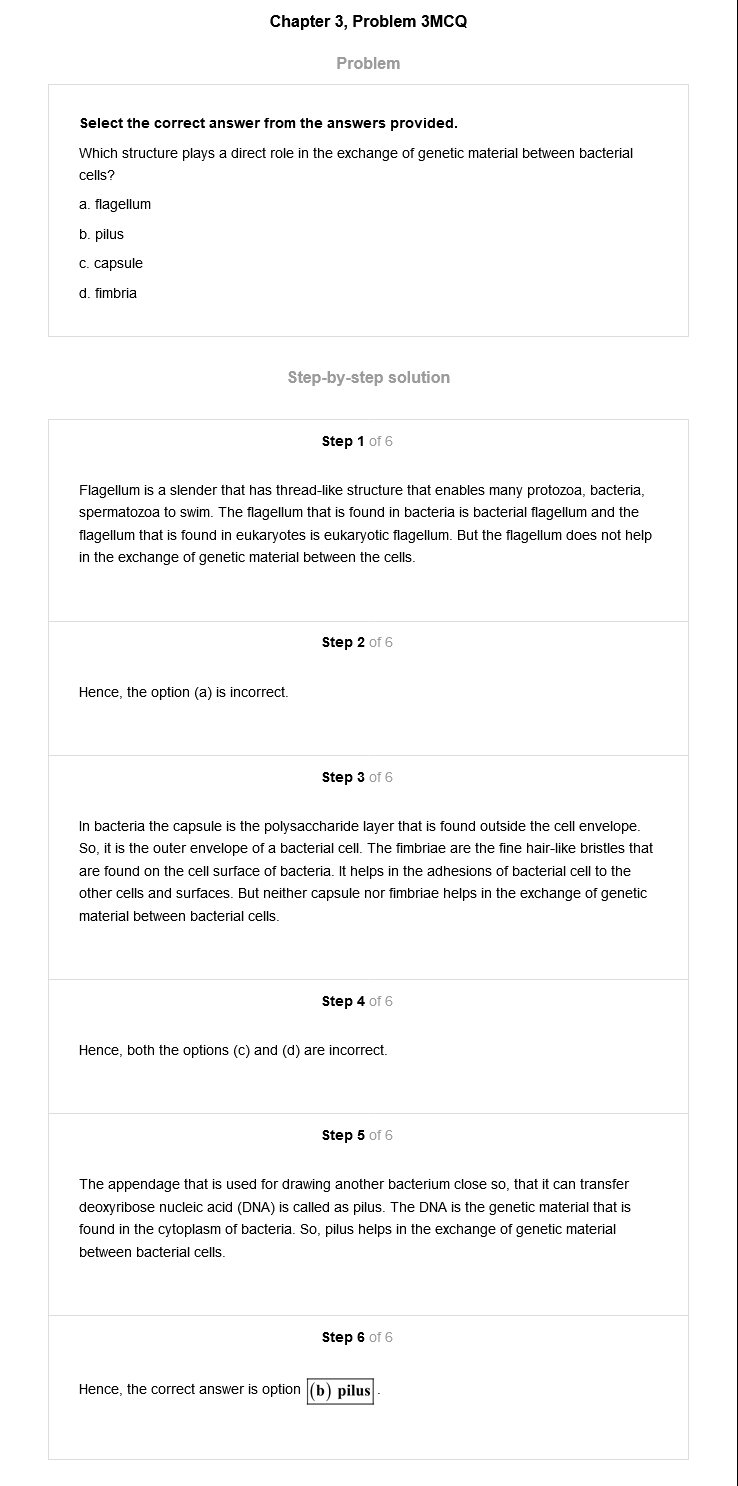 Chapter 3, Problem 3MCQ
Problem
Select the correct answer from the answers provided.
Which structure plays a direct role in the exchange of genetic material between bacterial
cells?
a. flagellum
b. pilus
c. capsule
d. fimbria
Step-by-step solution
Step 1 of 6
Flagellum is a slender that has thread-like structure that enables many protozoa, bacteria,
spermatozoa to swim. The flagellum that is found in bacteria is bacterial flagellum and the
flagellum that is found in eukaryotes is eukaryotic flagellum. But the flagellum does not help
in the exchange of genetic material between the cells.
Step 2 of 6
Hence, the option (a) is incorrect.
Step 3 of 6
In bacteria the capsule is the polysaccharide layer that is found outside the cell envelope.
So, it is the outer envelope of a bacterial cell. The fimbriae are the fine hair-like bristles that
are found on the cell surface of bacteria. It helps in the adhesions of bacterial cell to the
other cells and surfaces. But neither capsule nor fimbriae helps in the exchange of genetic
material between bacterial cells.
Step 4 of 6
Hence, both the options (c) and (d) are incorrect.
Step 5 of 6
The appendage that is used for drawing another bacterium close so, that it can transfer
deoxyribose nucleic acid (DNA) is called as pilus. The DNA is the genetic material that is
found in the cytoplasm of bacteria. So, pilus helps in the exchange of genetic material
between bacterial cells.
Step 6 of 6
Hence, the correct answer is option (b) pilus.